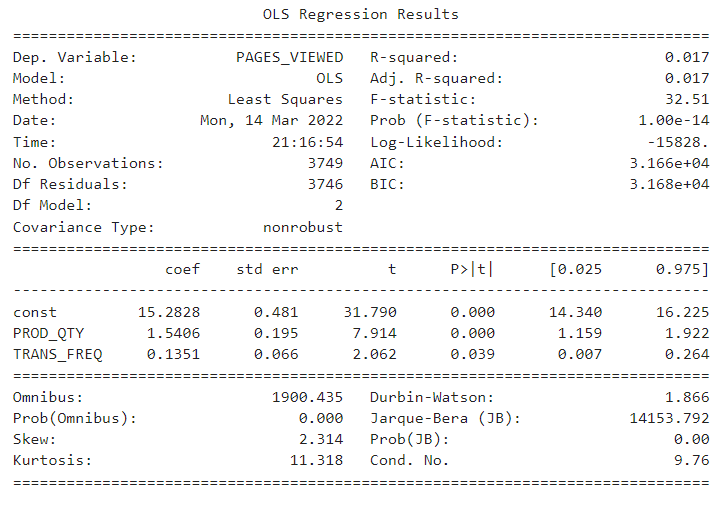 OLS Regression Results
==============================================================================
Dep. Variable:           PAGES_VIEWED   R-squared:                       0.017
Model:                            OLS   Adj. R-squared:                  0.017
Method:                 Least Squares   F-statistic:                     32.51
Date:                Mon, 14 Mar 2022   Prob (F-statistic):           1.00e-14
Time:                        21:16:54   Log-Likelihood:                -15828.
No. Observations:                3749   AIC:                         3.166e+04
Df Residuals:                    3746   BIC:                         3.168e+04
Df Model:                           2
Covariance Type:            nonrobust
==============================================================================
                 coef    std err          t      P>|t|      [0.025      0.975]
------------------------------------------------------------------------------
const         15.2828      0.481     31.790      0.000      14.340      16.225
PROD_QTY       1.5406      0.195      7.914      0.000       1.159       1.922
TRANS_FREQ     0.1351      0.066      2.062      0.039       0.007       0.264
==============================================================================
Omnibus:                     1900.435   Durbin-Watson:                   1.866
Prob(Omnibus):                  0.000   Jarque-Bera (JB):            14153.792
Skew:                           2.314   Prob(JB):                         0.00
Kurtosis:                      11.318   Cond. No.                         9.76
==============================================================================